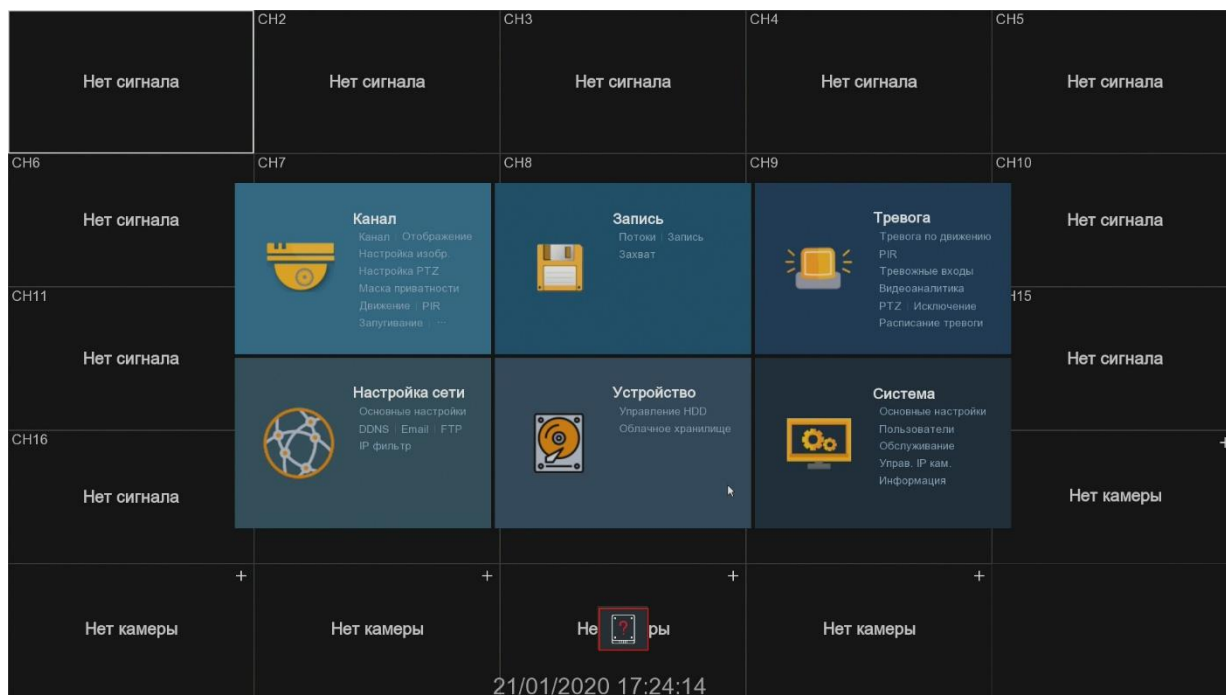 CH2
CH3
CH4
CH5
Нет сигнала
Нет сигнала
Нет сигнала
Нет сигнала
Нет сигнала
CH6
CH7
CH8
CH9
CH10
Нет сигнала
Нет сигнала
Канал
Канал | Отображение
Настройка изобр.
Настройка PTZ
Маска приватности
Движение | PIR
Запугивание | ...
Запись
Потоки | Запись
Захват
Тревога
Тревога по движению
PIR
Тревожные входы
Видеоаналитика
PTZ | Исключение
Расписание тревоги
CH11
H15
Нет сигнала
Нет сигнала
Настройка сети
Основные настройки
DDNS | Email | FTP
IP фильтр
Устройство
Управление HDD
Облачное хранилище
Система
Основные настройки
Пользователи
Обслуживание
Управ. IP кам.
Информация
CH16
+
Нет сигнала
Нет камеры
+
+
+
+
Нет камеры
Нет камеры
Не ? ры
Нет камеры
21/01/2020 17:24:14